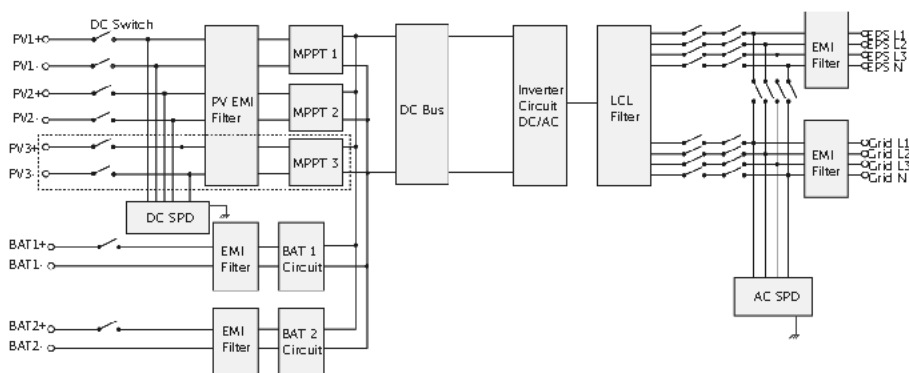 DC Switch
PV1+
PV1-
PV2+
PV2-
PV3+
PV3-
PV EMI
Filter
MPPT 1
MPPT 2
MPPT 3
DC SPD
BAT1+
BAT1-
EMI
Filter
BAT 1
Circuit
BAT2+
BAT2-
EMI
Filter
BAT 2
Circuit
DC Bus
Inverter
Circuit
DC/AC
LCL
Filter
EMI
Filter
EPS L1
EPS L2
EPS L3
EPS N
EMI
Filter
Grid L1
Grid L2
Grid L3
Grid N
AC SPD